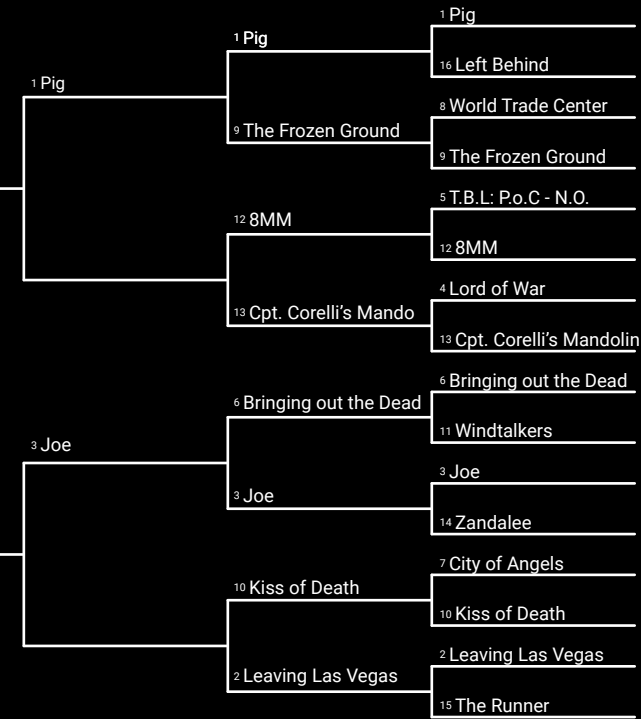 1 Pig
1 Pig
1 Pig
16 Left Behind
8 World Trade Center
9 The Frozen Ground
9 The Frozen Ground
5 T.B.L: P.o.C - N.O.
12 8MM
12 8MM
4 Lord of War
13 Cpt. Corelli's Mando
13 Cpt. Corelli's Mandolin
6 Bringing out the Dead
6 Bringing out the Dead
11 Windtalkers
3 Joe
3 Joe
3 Joe
14 Zandalee
7 City of Angels
10 Kiss of Death
10 Kiss of Death
2 Leaving Las Vegas
2 Leaving Las Vegas
15 The Runner